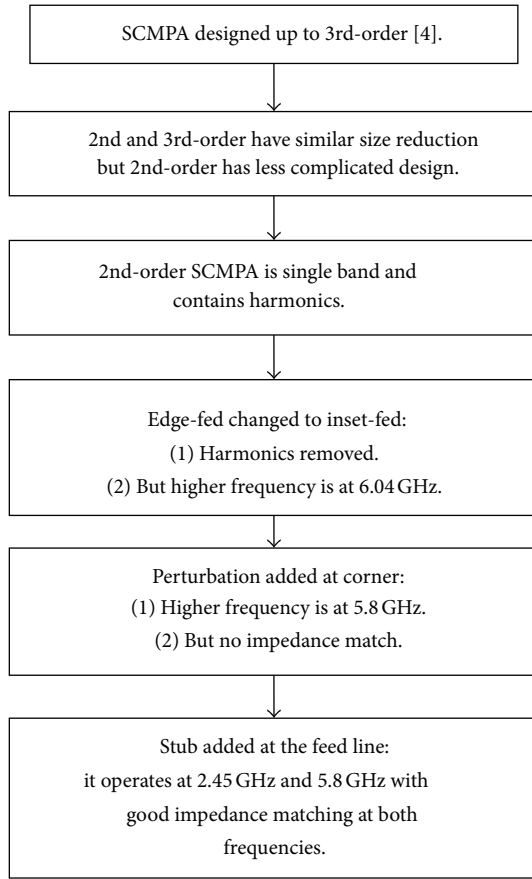 SCMPA designed up to 3rd-order [4].
2nd and 3rd-order have similar size reduction
but 2nd-order has less complicated design.
2nd-order SCMPA is single band and
contains harmonics.
Edge-fed changed to inset-fed:
(1) Harmonics removed.
(2) But higher frequency is at 6.04 GHz.
Perturbation added at corner:
(1) Higher frequency is at 5.8 GHz.
(2) But no impedance match.
Stub added at the feed line:
it operates at 2.45 GHz and 5.8 GHz with
good impedance matching at both
frequencies.